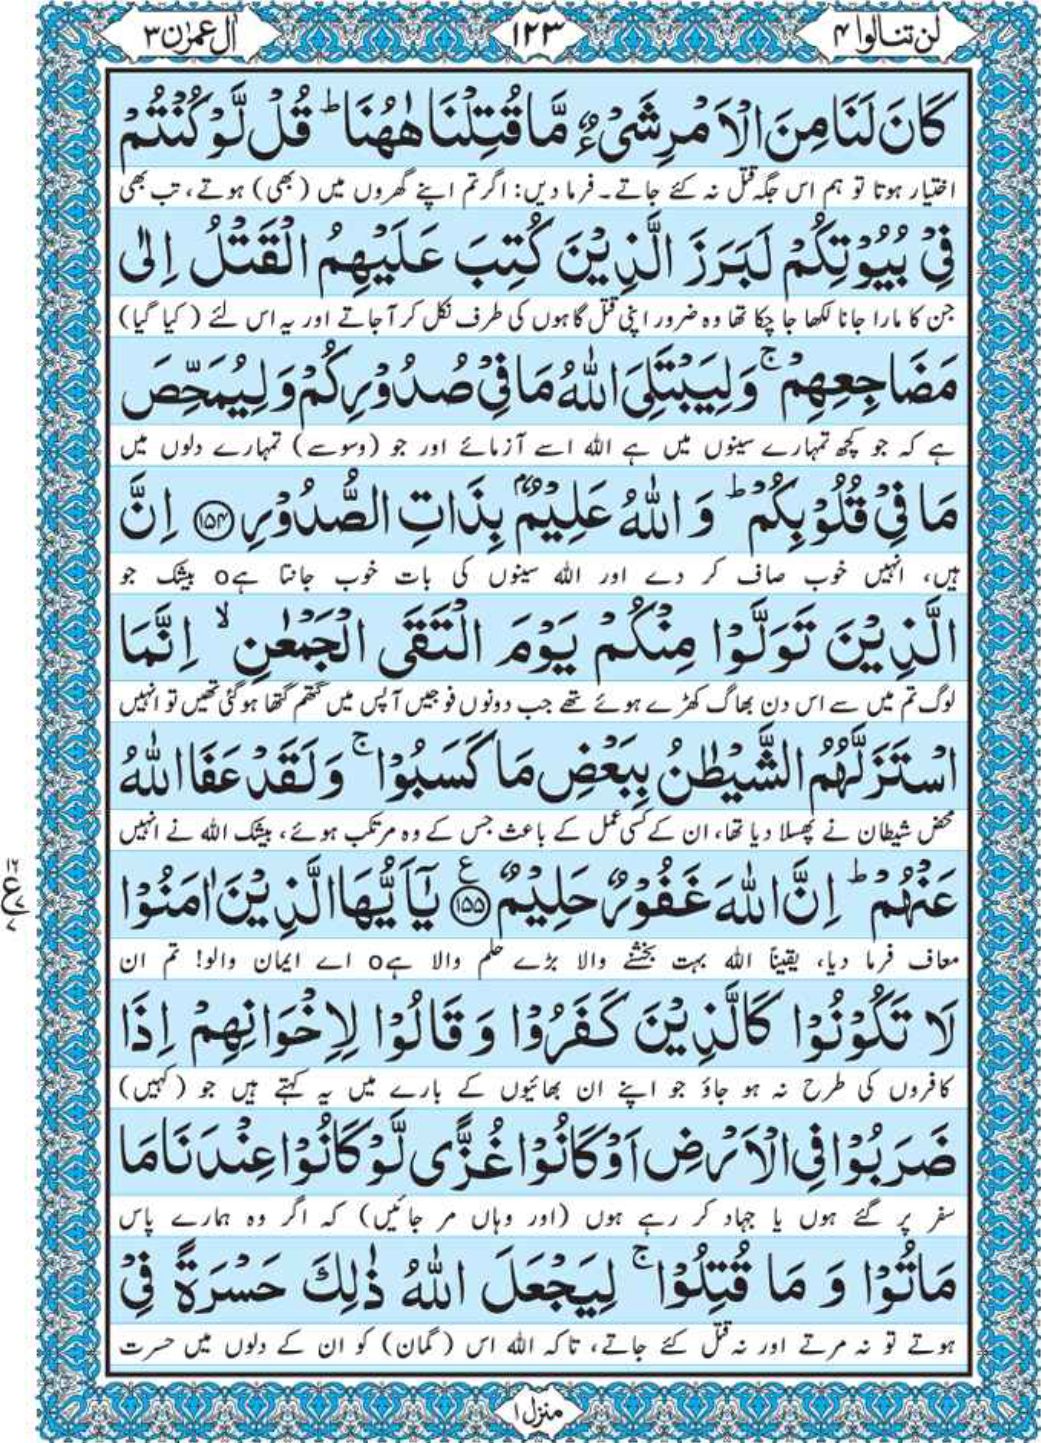 لن تنالوا ۴
۱۲۳
اٰل عمرٰن ۳
كَانَ لَنَا مِنَ الْاَمْرِ شَیْءٌ مَّا قُتِلْنَا هٰهُنَا ؕ قُلْ لَّوْ كُنْتُمْ
اختیار ہوتا تو ہم اس جگہ قتل نہ کئے جاتے۔ فرما دیں: اگر تم اپنے گھروں میں (بھی) ہوتے، تب بھی
فِیْ بُیُوْتِكُمْ لَبَرَزَ الَّذِیْنَ كُتِبَ عَلَیْهِمُ الْقَتْلُ اِلٰی
جن کا مارا جانا لکھا جا چکا تھا وہ ضرور اپنی قتل گاہوں کی طرف نکل کر آ جاتے اور یہ اس لئے (کیا گیا)
مَضَاجِعِهِمْ ۚ وَلِیَبْتَلِیَ اللّٰهُ مَا فِیْ صُدُوْرِكُمْ وَلِیُمَحِّصَ
ہے کہ جو کچھ تمہارے سینوں میں ہے اللہ اسے آزمائے اور جو (وسوسے) تمہارے دلوں میں
مَا فِیْ قُلُوْبِكُمْ ؕ وَاللّٰهُ عَلِیْمٌۢ بِذَاتِ الصُّدُوْرِ ﴿۱۵۴﴾ اِنَّ
ہیں، انہیں خوب صاف کر دے اور اللہ سینوں کی بات خوب جانتا ہےo بیشک جو
الَّذِیْنَ تَوَلَّوْا مِنْكُمْ یَوْمَ الْتَقَی الْجَمْعٰنِ ۙ اِنَّمَا
لوگ تم میں سے اس دن بھاگ کھڑے ہوئے تھے جب دونوں فوجیں آپس میں گتھم گتھا ہو گئی تھیں تو انہیں
اسْتَزَلَّهُمُ الشَّیْطٰنُ بِبَعْضِ مَا كَسَبُوْا ۚ وَلَقَدْ عَفَا اللّٰهُ
محض شیطان نے پھسلا دیا تھا، ان کے کسی عمل کے باعث جس کے وہ مرتکب ہوئے، بیشک اللہ نے انہیں
عَنْهُمْ ؕ اِنَّ اللّٰهَ غَفُوْرٌ حَلِیْمٌ ﴿۱۵۵﴾ ع یٰۤاَیُّهَا الَّذِیْنَ اٰمَنُوْا
معاف فرما دیا، یقیناً اللہ بہت بخشنے والا بڑے حلم والا ہےo اے ایمان والو! تم ان
لَا تَكُوْنُوْا كَالَّذِیْنَ كَفَرُوْا وَقَالُوْا لِاِخْوَانِهِمْ اِذَا
کافروں کی طرح نہ ہو جاؤ جو اپنے ان بھائیوں کے بارے میں یہ کہتے ہیں جو (کہیں)
ضَرَبُوْا فِی الْاَرْضِ اَوْ كَانُوْا غُزًّی لَّوْ كَانُوْا عِنْدَنَا مَا
سفر پر گئے ہوں یا جہاد کر رہے ہوں (اور وہاں مر جائیں) کہ اگر وہ ہمارے پاس
مَاتُوْا وَمَا قُتِلُوْا ۚ لِیَجْعَلَ اللّٰهُ ذٰلِكَ حَسْرَةً فِیْ
ہوتے تو نہ مرتے اور نہ قتل کئے جاتے، تاکہ اللہ اس (گمان) کو ان کے دلوں میں حسرت
منزل ۱